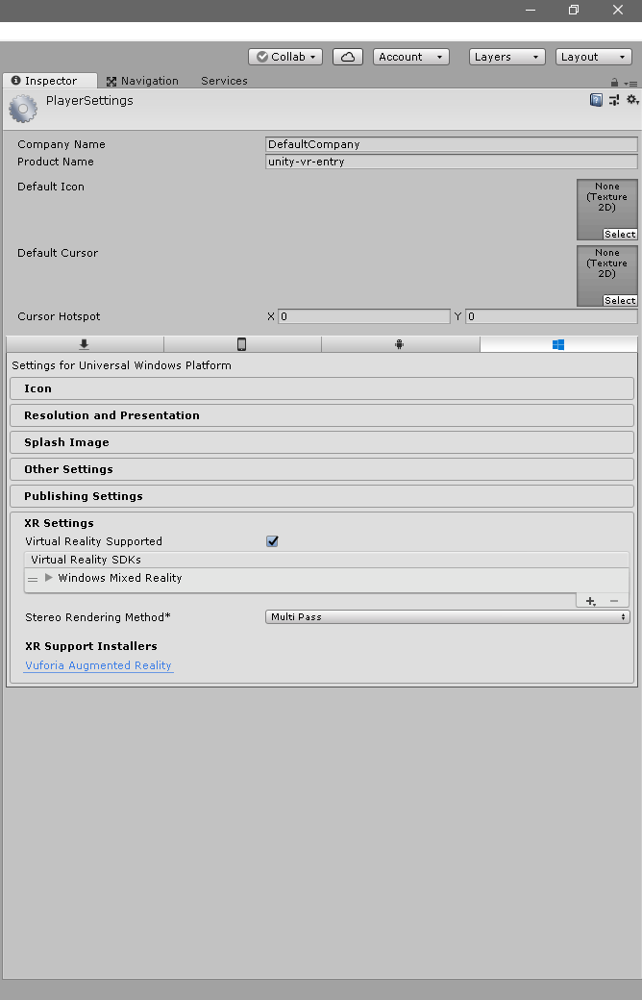 Collab
Account
Layers
Layout
Inspector
Navigation
Services
PlayerSettings
Company Name
DefaultCompany
Product Name
unity-vr-entry
Default Icon
None
(Texture
2D)
Select
Default Cursor
None
(Texture
2D)
Select
Cursor Hotspot
X 0
Y 0
Settings for Universal Windows Platform
Icon
Resolution and Presentation
Splash Image
Other Settings
Publishing Settings
XR Settings
Virtual Reality Supported
Virtual Reality SDKs
Windows Mixed Reality
Stereo Rendering Method*
Multi Pass
XR Support Installers
Vuforia Augmented Reality